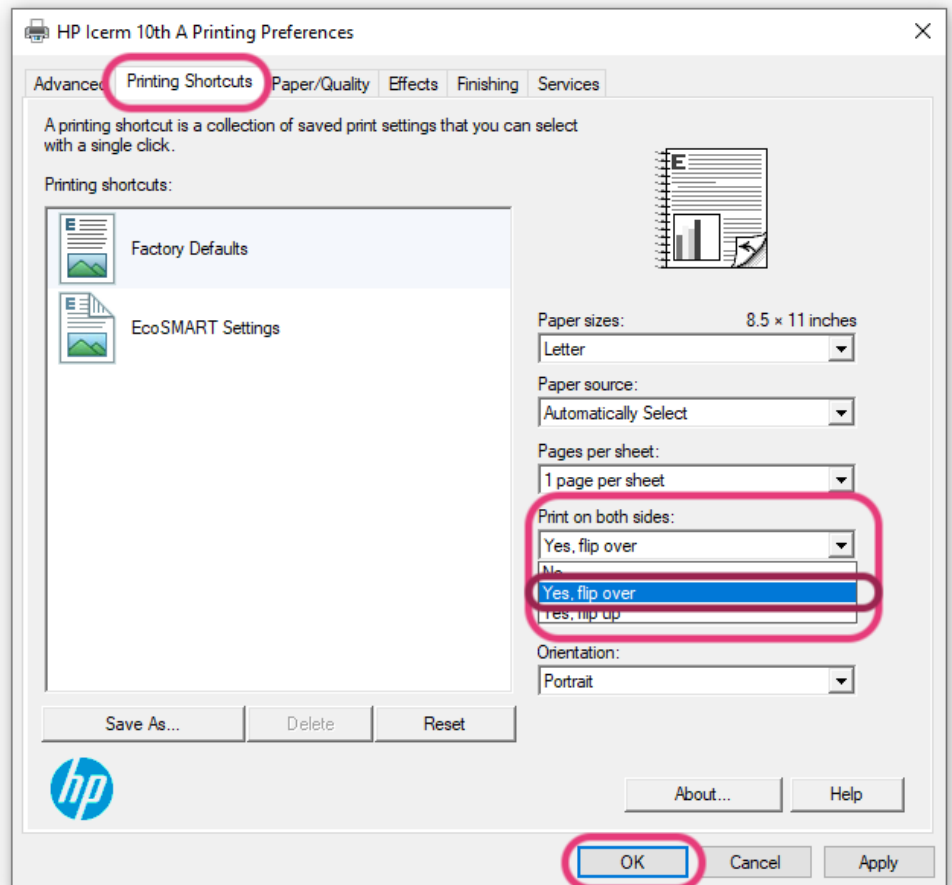 HP Icerm 10th A Printing Preferences
Advanced Printing Shortcuts Paper/Quality Effects Finishing Services
A printing shortcut is a collection of saved print settings that you can select
with a single click.
Printing shortcuts:
E
Factory Defaults
E
EcoSMART Settings
E
Paper sizes: 8.5 × 11 inches
Letter
Paper source:
Automatically Select
Pages per sheet:
1 page per sheet
Print on both sides:
Yes, flip over
No
Yes, flip over
Yes, flip up
Orientation:
Portrait
Save As... Delete Reset
hp
About... Help
OK Cancel Apply